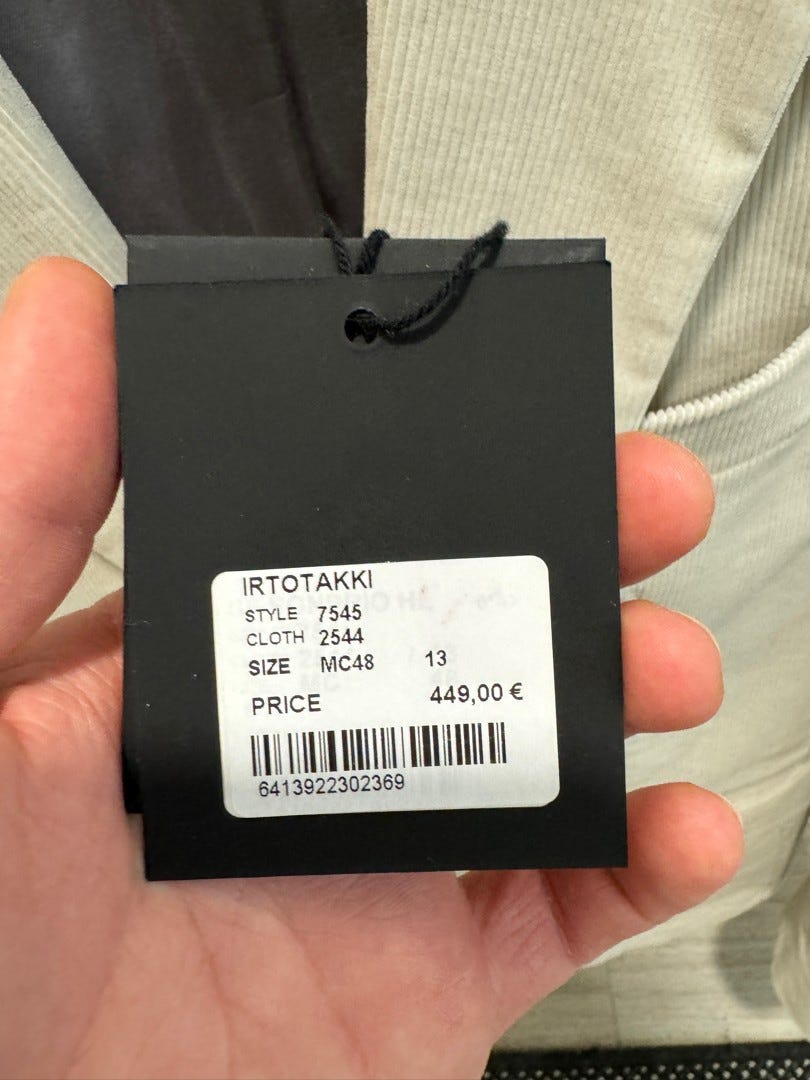 IRTOTAKKI
STYLE 7545
CLOTH 2544
SIZE MC48 13
PRICE 449,00 €
6413922302369